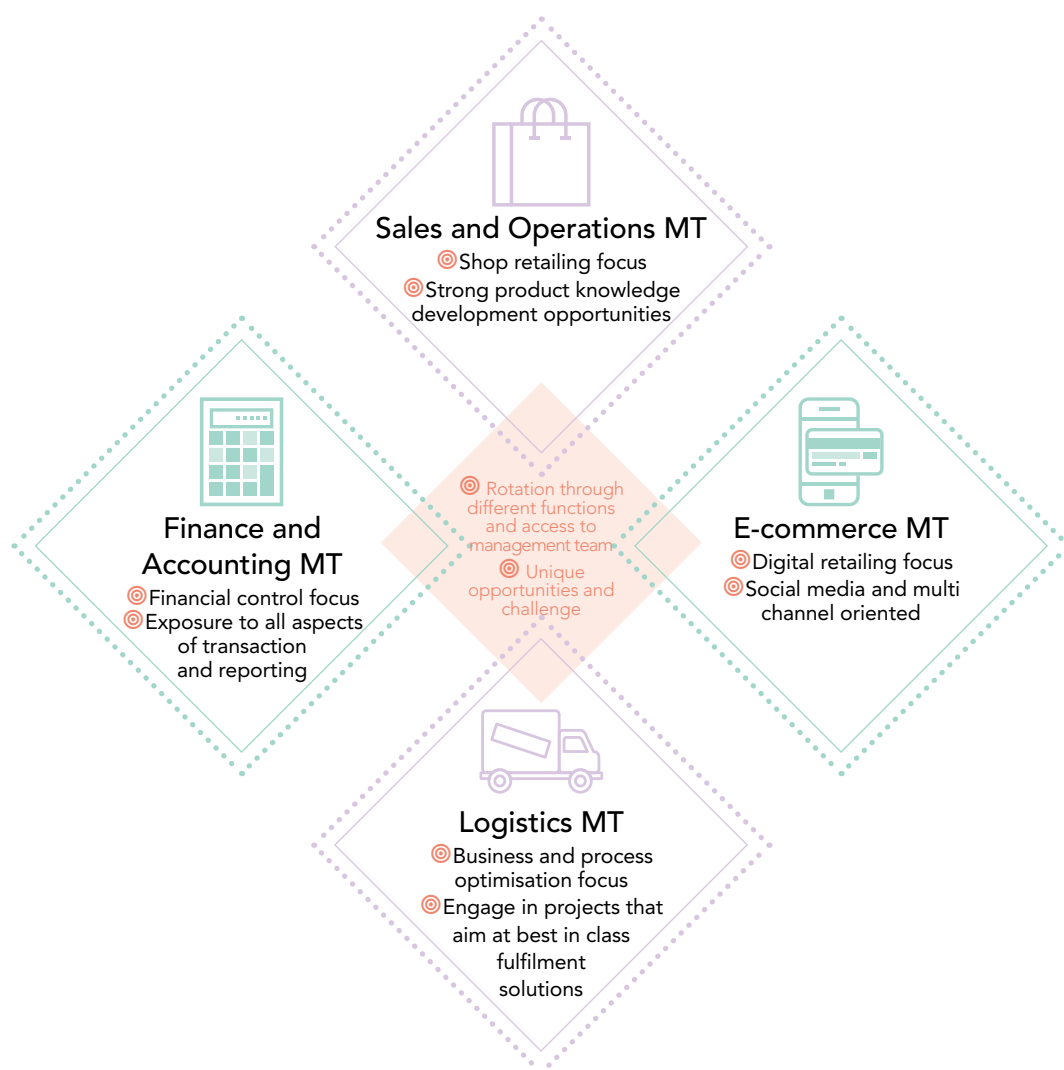 Sales and Operations MT
Shop retailing focus
Strong product knowledge
development opportunities
Finance and
Accounting MT
Financial control focus
Exposure to all aspects
of transaction
and reporting
Rotation through
different functions
and access to
management team
Unique
opportunities and
challenge
E-commerce MT
Digital retailing focus
Social media and multi
channel oriented
Logistics MT
Business and process
optimisation focus
Engage in projects that
aim at best in class
fulfilment
solutions